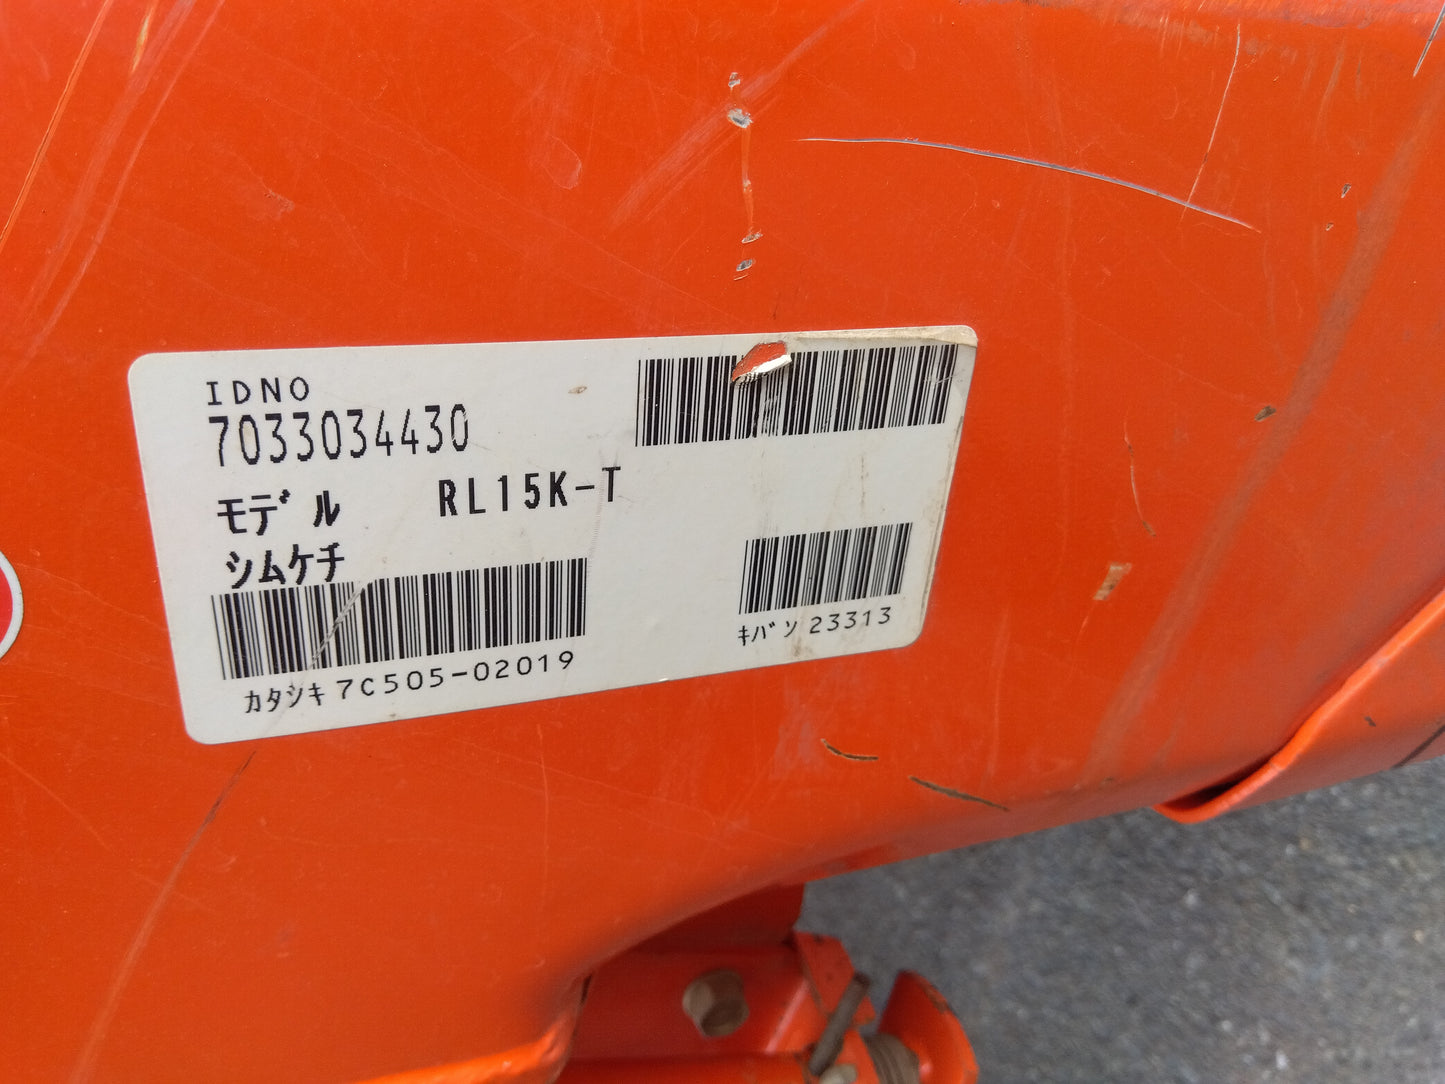 IDNO
7033034430
モデル RL15K-T
シムケチ
カタシキ 7C505-02019
キバン 23313